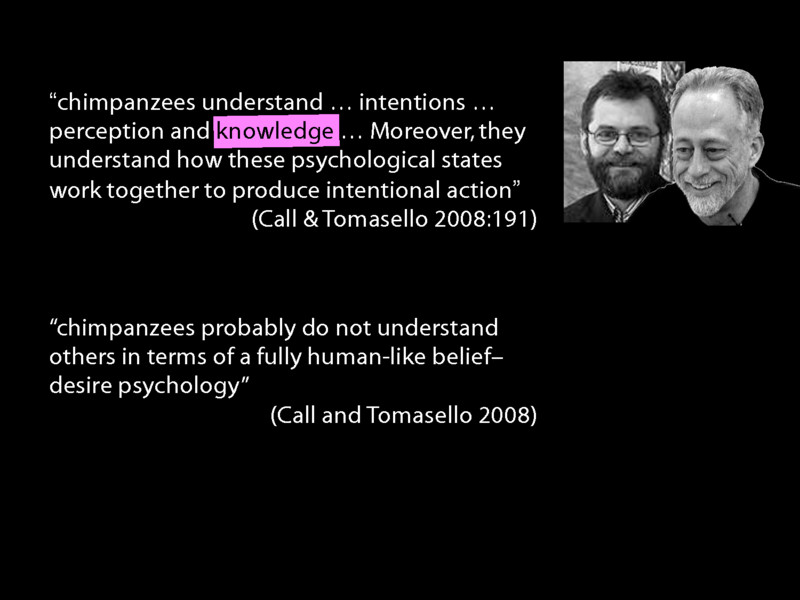 “chimpanzees understand … intentions …
perception and knowledge … Moreover, they
understand how these psychological states
work together to produce intentional action”
(Call & Tomasello 2008:191)
“chimpanzees probably do not understand
others in terms of a fully human-like belief–
desire psychology”
(Call and Tomasello 2008)